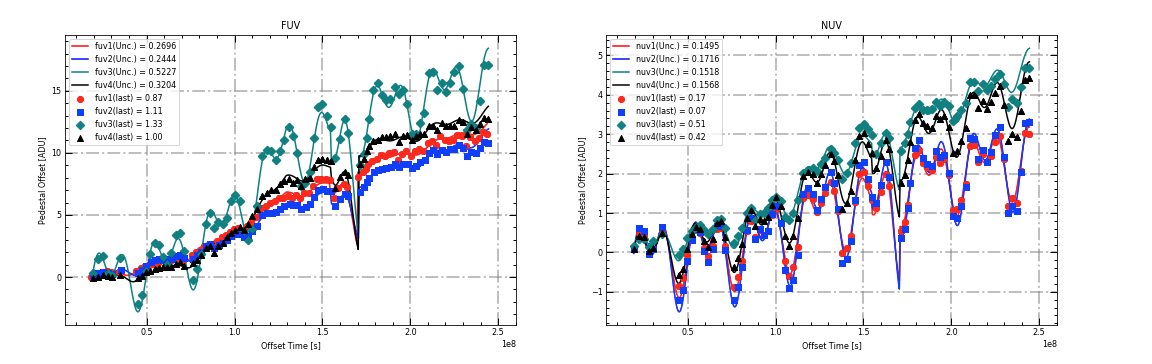 FUV
fuv1(Unc.) = 0.2696
fuv2(Unc.) = 0.2444
fuv3(Unc.) = 0.5227
fuv4(Unc.) = 0.3204
fuv1(last) = 0.87
fuv2(last) = 1.11
fuv3(last) = 1.33
fuv4(last) = 1.00
Pedestal Offset [ADU]
15
10
5
0
0.5 1.0 1.5 2.0 2.5
1e8
Offset Time [s]
NUV
nuv1(Unc.) = 0.1495
nuv2(Unc.) = 0.1716
nuv3(Unc.) = 0.1518
nuv4(Unc.) = 0.1568
nuv1(last) = 0.17
nuv2(last) = 0.07
nuv3(last) = 0.51
nuv4(last) = 0.42
Pedestal Offset [ADU]
5
4
3
2
1
0
−1
0.5 1.0 1.5 2.0 2.5
1e8
Offset Time [s]